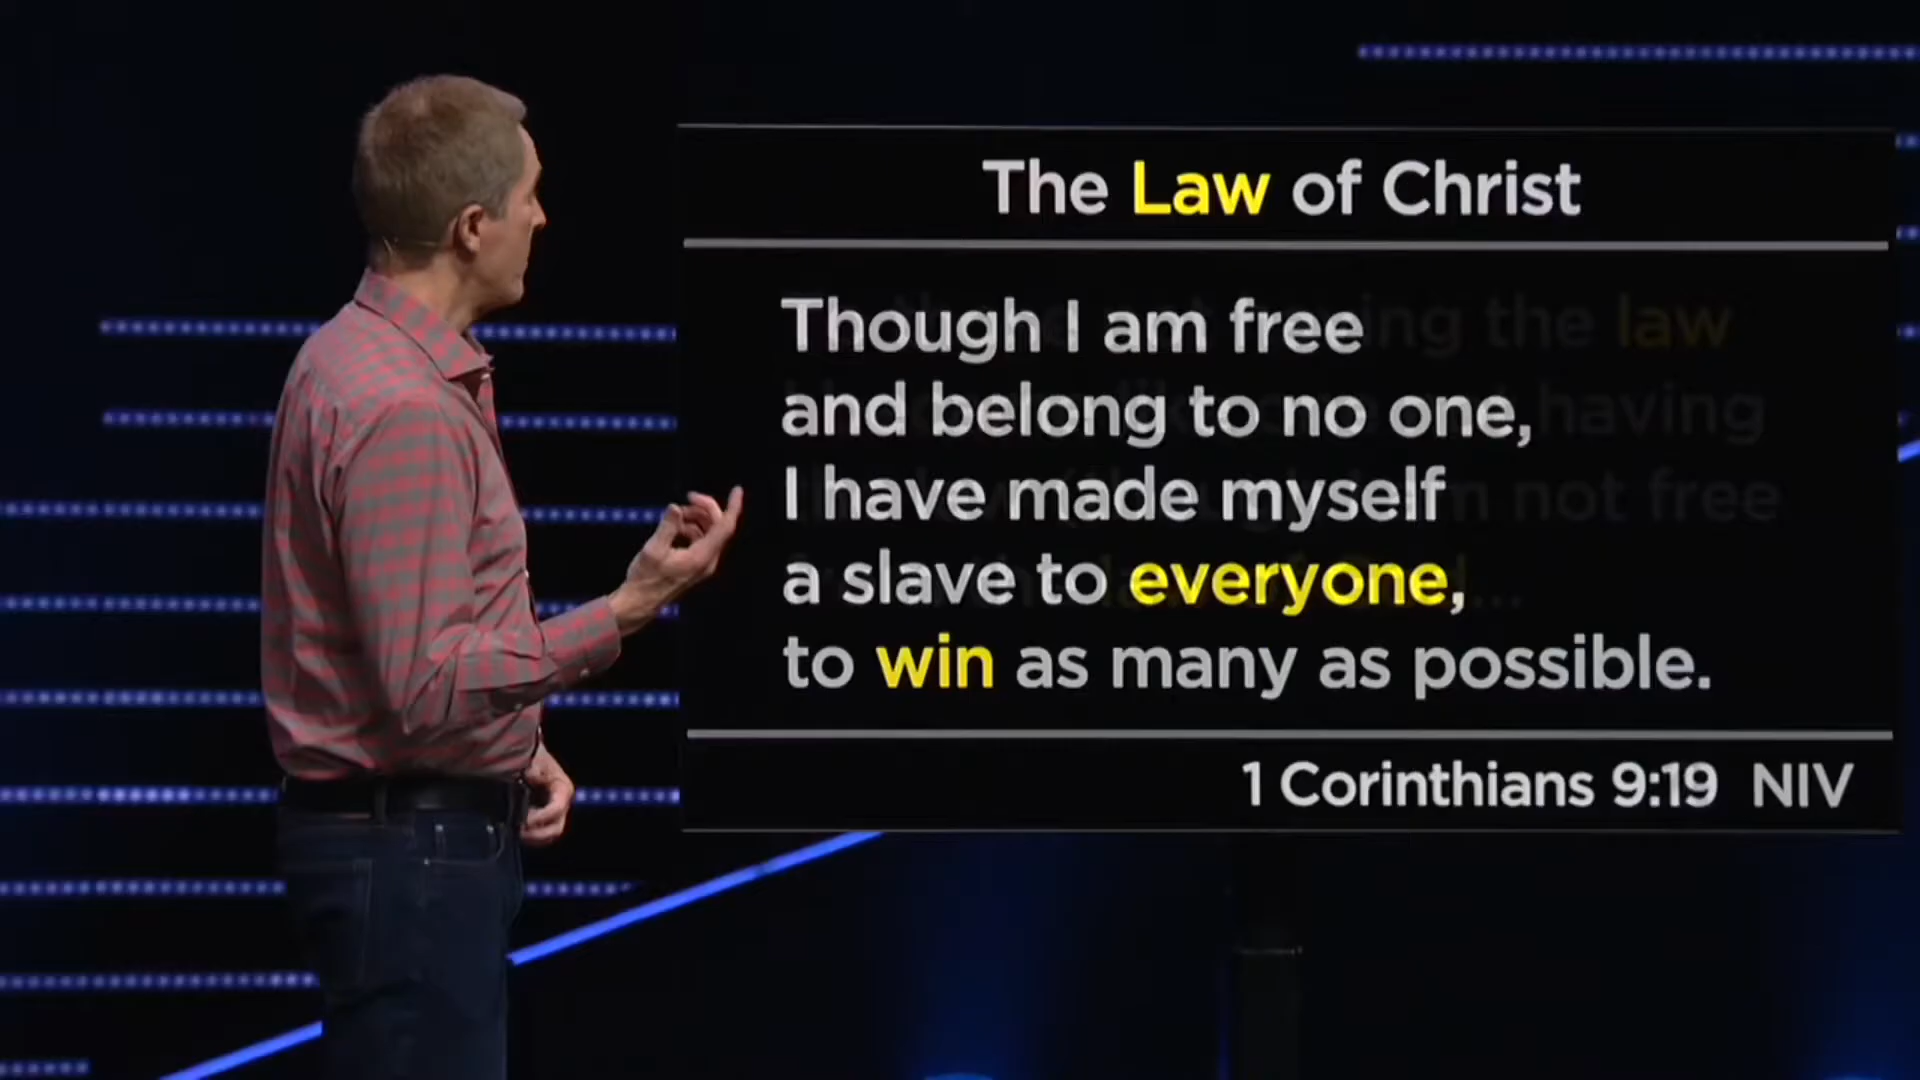 The Law of Christ
Though I am free
and belong to no one,
I have made myself
a slave to everyone,
to win as many as possible.
1 Corinthians 9:19 NIV